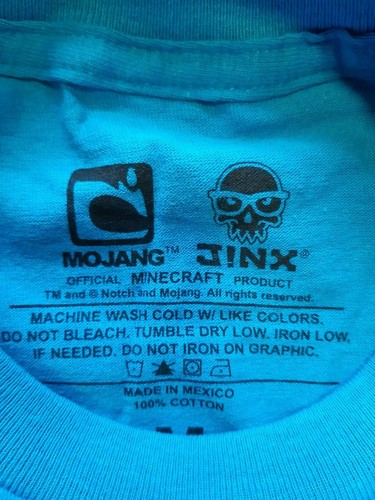 MOJANG™ J!NX®
OFFICIAL MINECRAFT PRODUCT
TM and © Notch and Mojang. All rights reserved.
MACHINE WASH COLD W/ LIKE COLORS.
DO NOT BLEACH. TUMBLE DRY LOW. IRON LOW,
IF NEEDED. DO NOT IRON ON GRAPHIC.
MADE IN MEXICO
100% COTTON